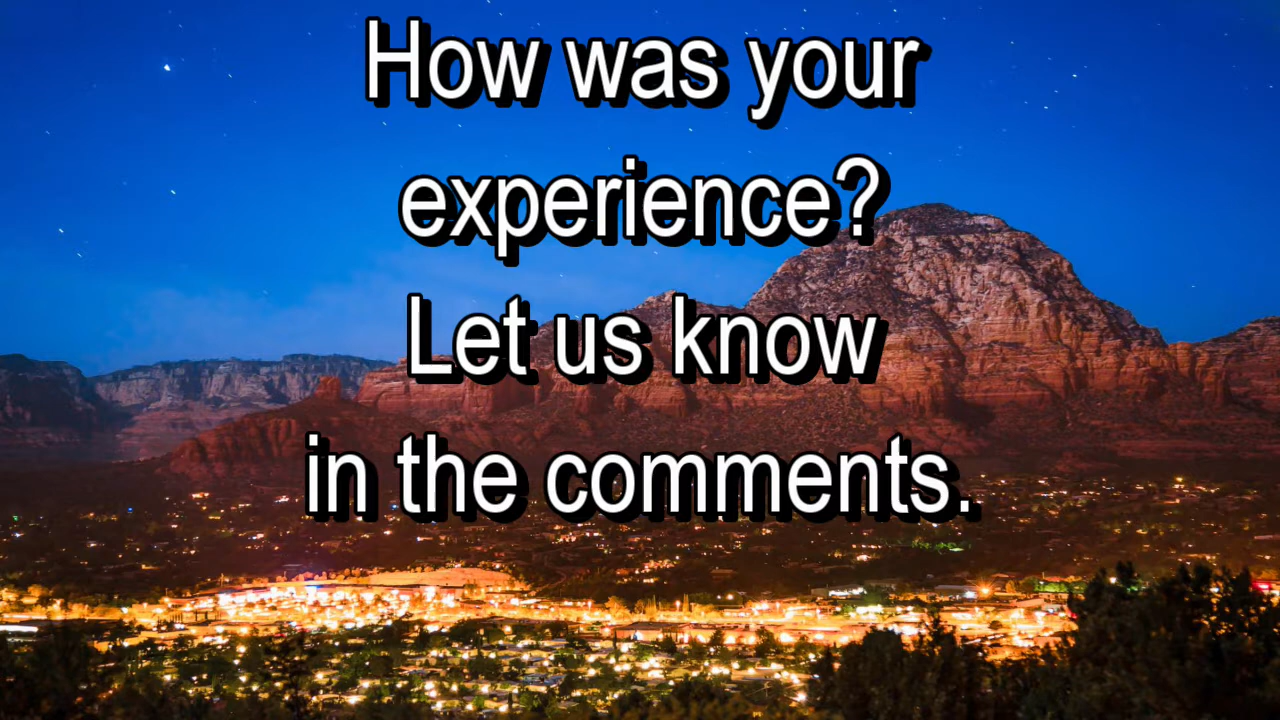 How was your
experience?
Let us know
in the comments.